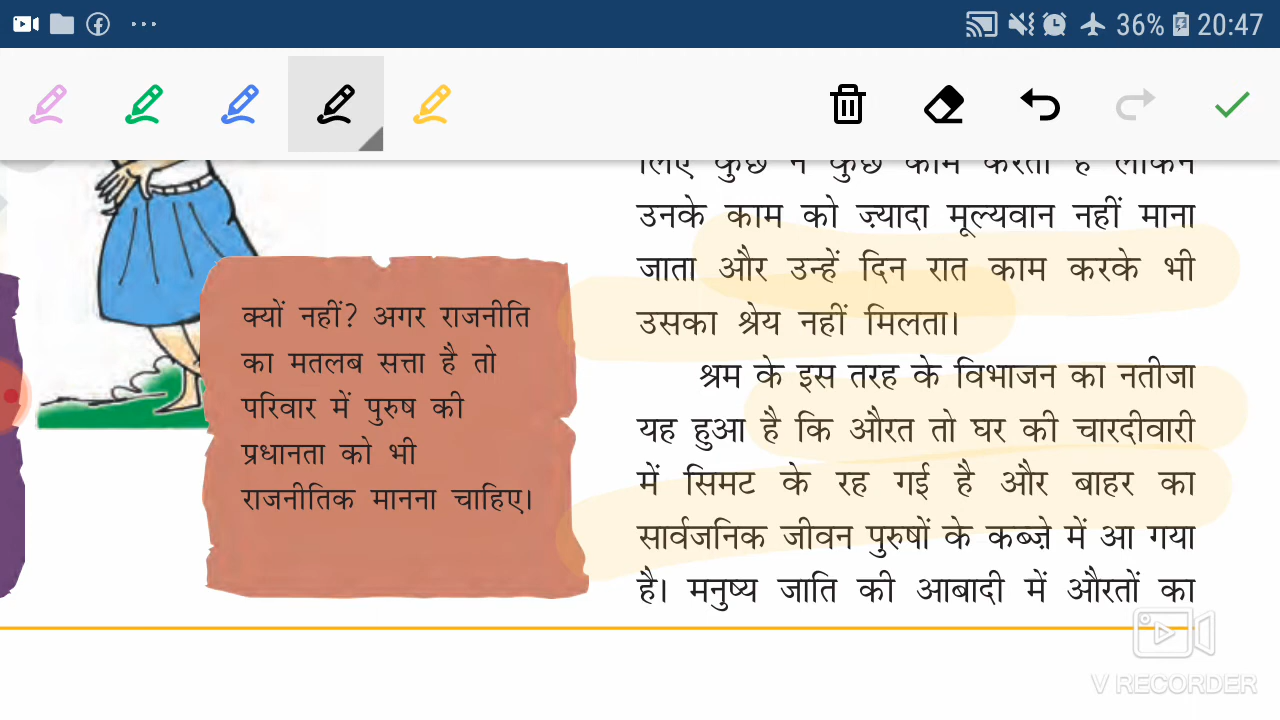 36% 20:47
लिए कुछ न कुछ काम करती है लेकिन
उनके काम को ज़्यादा मूल्यवान नहीं माना
जाता और उन्हें दिन रात काम करके भी
उसका श्रेय नहीं मिलता।
श्रम के इस तरह के विभाजन का नतीजा
यह हुआ है कि औरत तो घर की चारदीवारी
में सिमट के रह गई है और बाहर का
सार्वजनिक जीवन पुरुषों के कब्ज़े में आ गया
है। मनुष्य जाति की आबादी में औरतों का
क्यों नहीं? अगर राजनीति
का मतलब सत्ता है तो
परिवार में पुरुष की
प्रधानता को भी
राजनीतिक मानना चाहिए।
V RECORDER